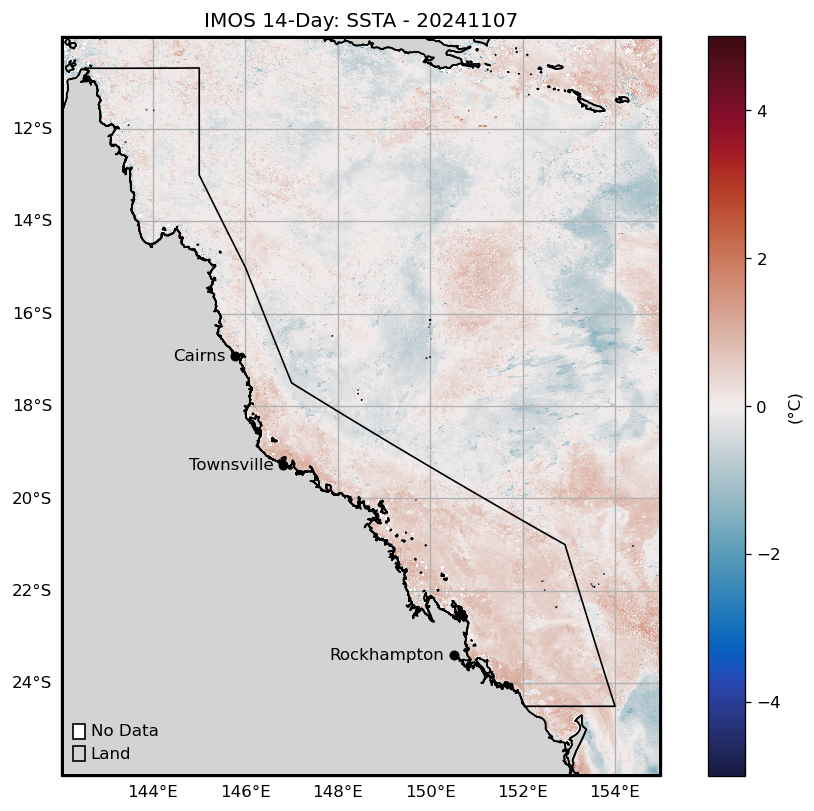 IMOS 14-Day: SSTA - 20241107
12°S
14°S
16°S
18°S
20°S
22°S
24°S
Cairns
Townsville
Rockhampton
No Data
Land
144°E
146°E
148°E
150°E
152°E
154°E
4
2
0
−2
−4
(°C)